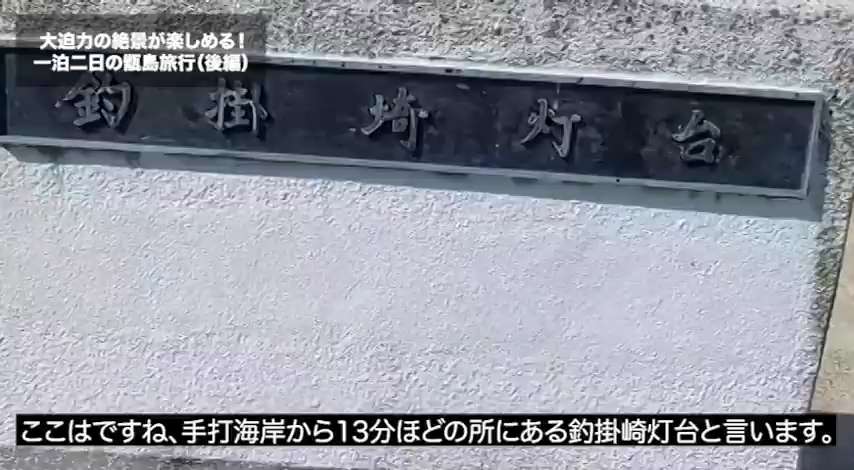 大迫力の絶景が楽しめる！
一泊二日の甑島旅行（後編）
釣掛埼灯台
ここはですね、手打海岸から13分ほどの所にある釣掛崎灯台と言います。